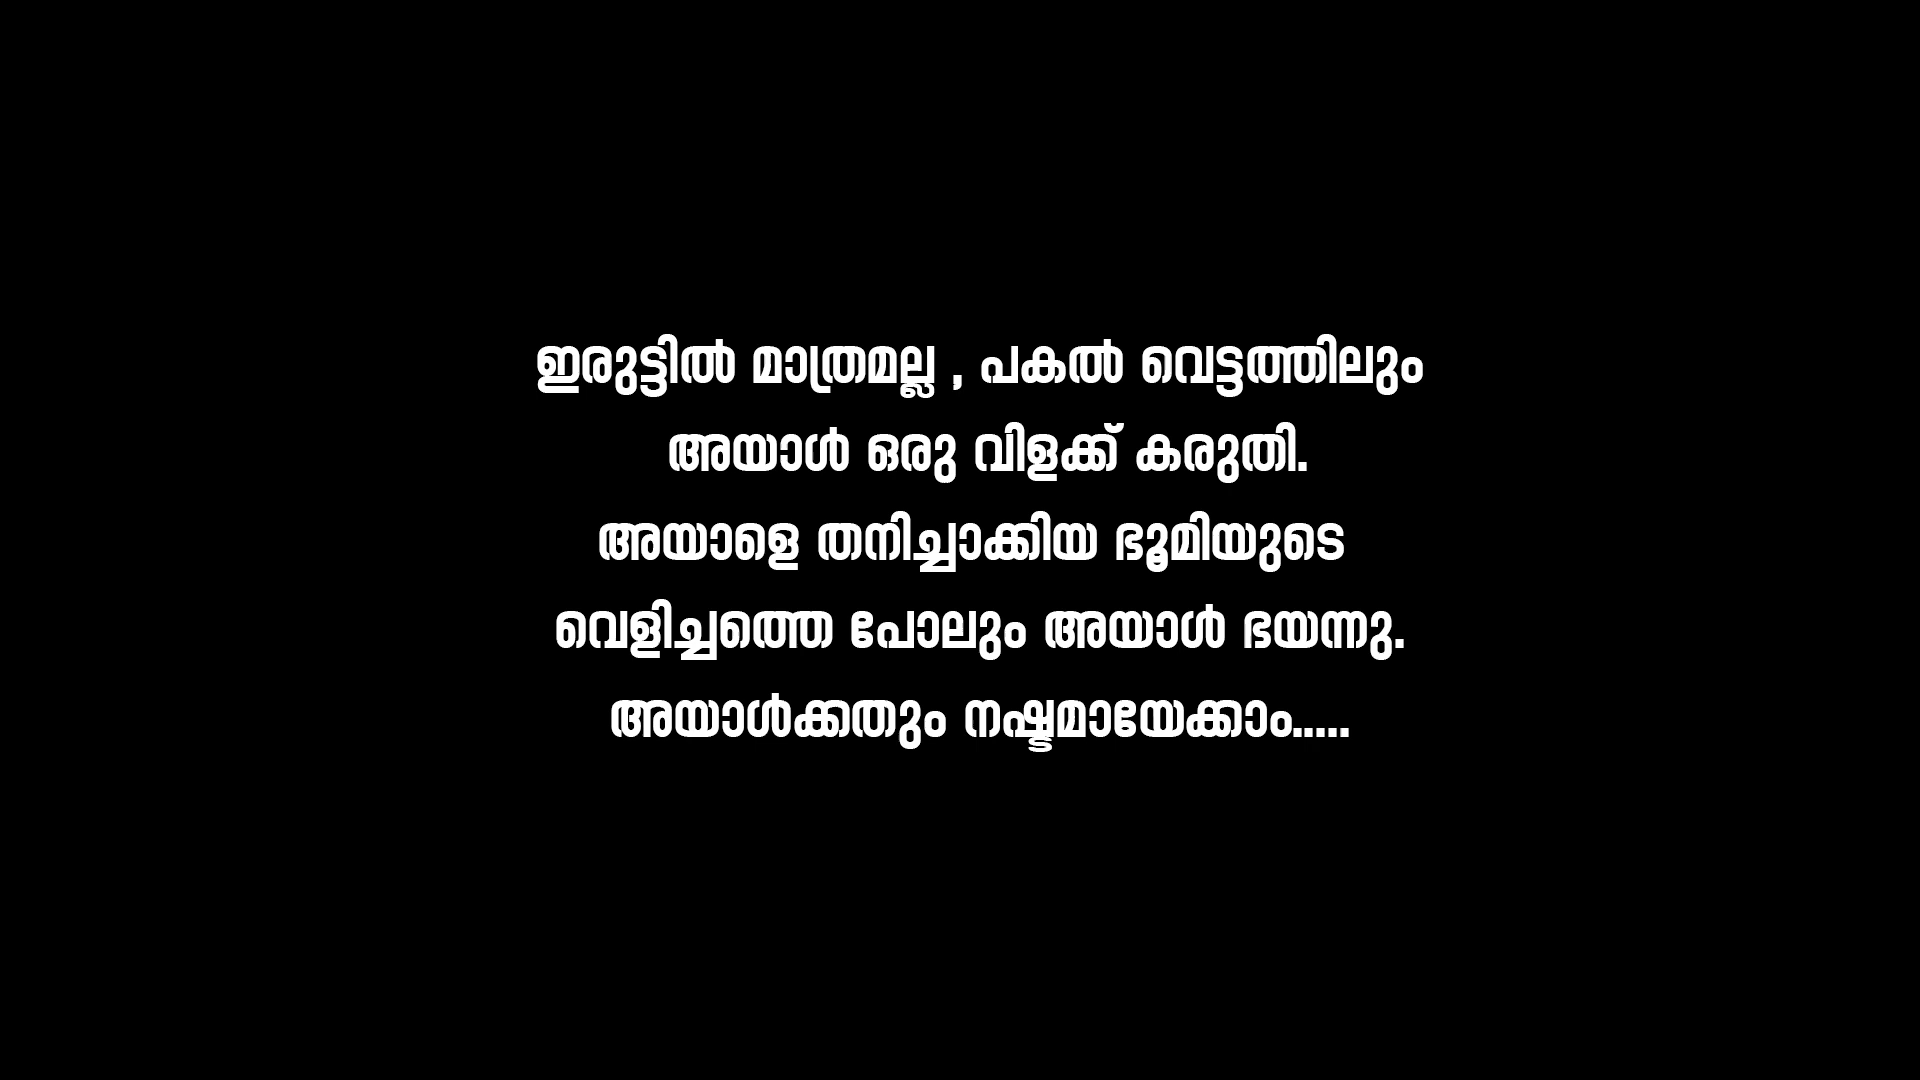 ഇരുട്ടിൽ മാത്രമല്ല , പകൽ വെട്ടത്തിലും
അയാൾ ഒരു വിളക്ക് കരുതി.
അയാളെ തനിച്ചാക്കിയ ഭൂമിയുടെ
വെളിച്ചത്തെ പോലും അയാൾ ഭയന്നു.
അയാൾക്കതും നഷ്ടമായേക്കാം.....